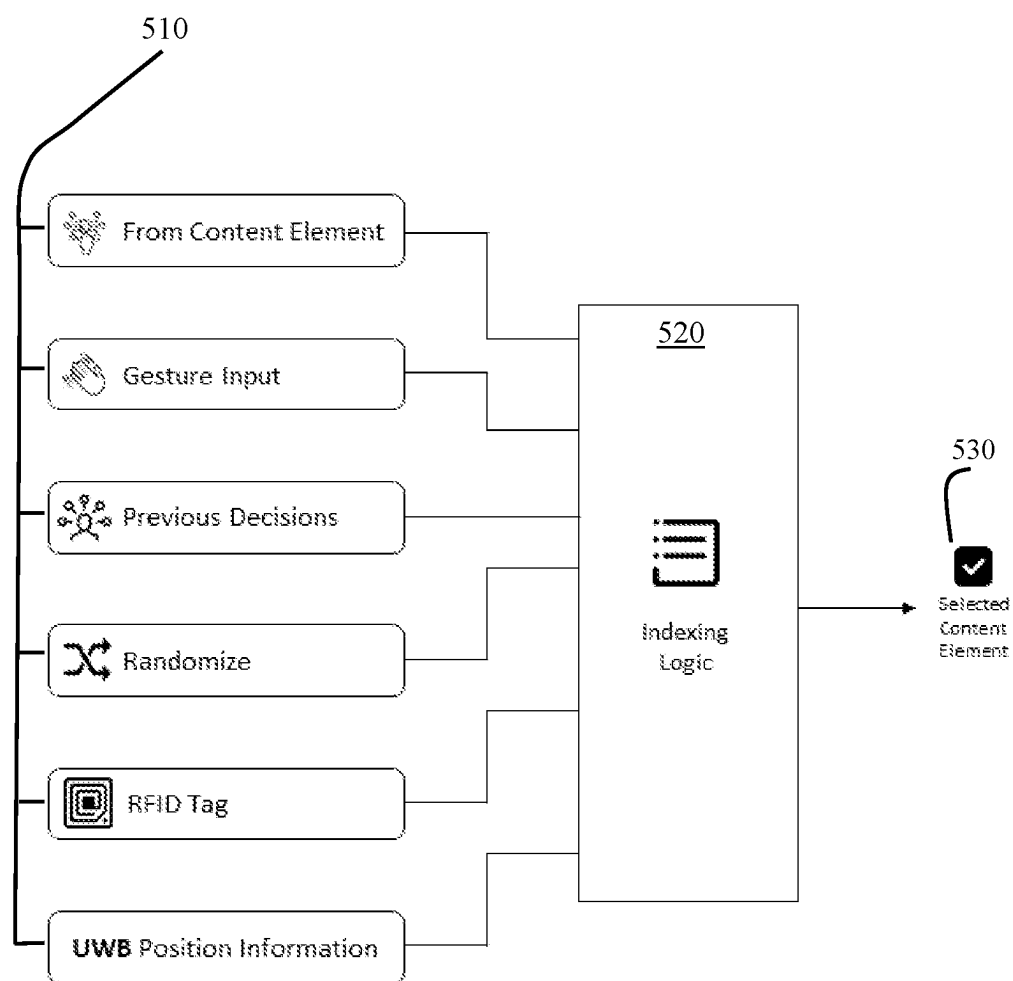 510
From Content Element
Gesture Input
Previous Decisions
Randomize
RFID Tag
UWB Position Information
520
Indexing
Logic
530
Selected
Content
Element